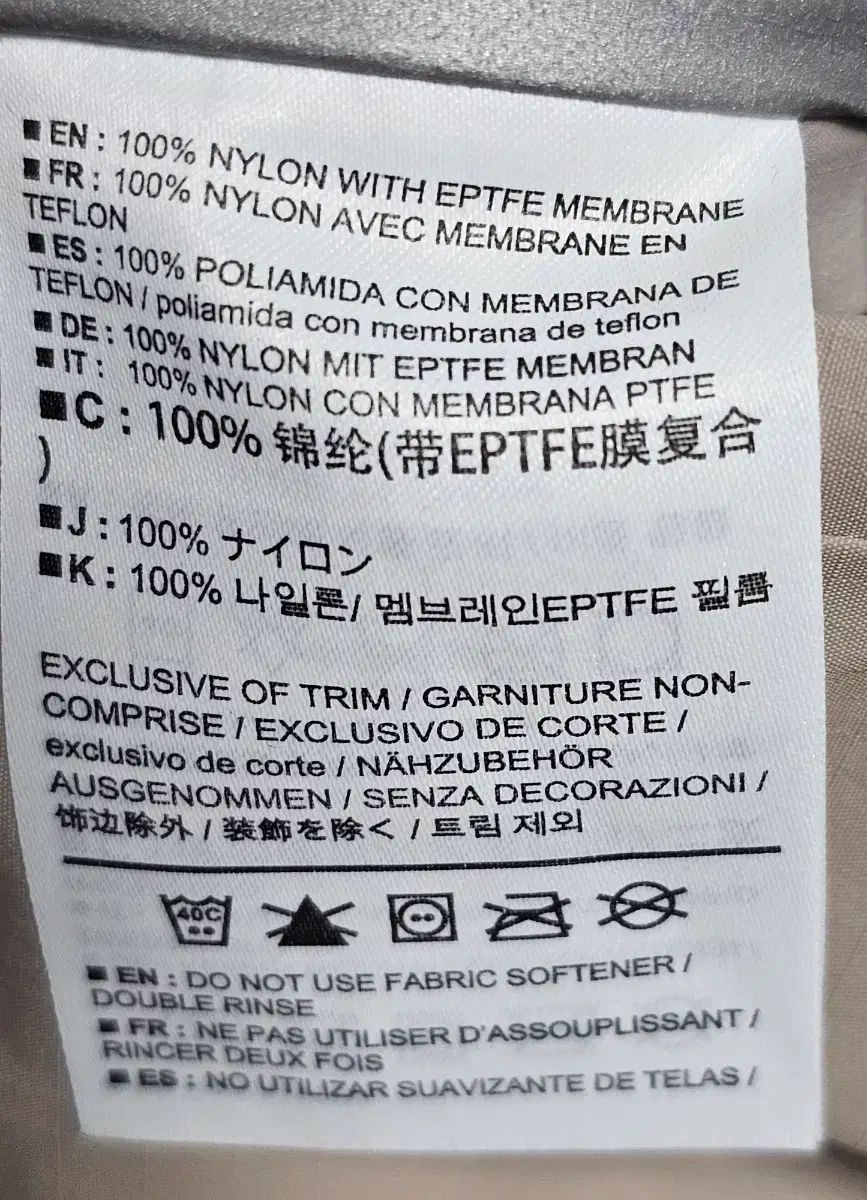 ■ EN : 100% NYLON WITH EPTFE MEMBRANE
■ FR : 100% NYLON AVEC MEMBRANE EN
TEFLON
■ ES : 100% POLIAMIDA CON MEMBRANA DE
TEFLON / poliamida con membrana de teflon
■ DE : 100% NYLON MIT EPTFE MEMBRAN
■ IT : 100% NYLON CON MEMBRANA PTFE
■ C : 100% 锦纶(带EPTFE膜复合
)
■ J : 100% ナイロン
■ K : 100% 나일론/ 멤브레인EPTFE 필름
EXCLUSIVE OF TRIM / GARNITURE NON-
COMPRISE / EXCLUSIVO DE CORTE /
exclusivo de corte / NÄHZUBEHÖR
AUSGENOMMEN / SENZA DECORAZIONI /
饰边除外 / 装飾を除く / 트림 제외
40C
■ EN : DO NOT USE FABRIC SOFTENER /
DOUBLE RINSE
■ FR : NE PAS UTILISER D'ASSOUPLISSANT /
RINCER DEUX FOIS
■ ES : NO UTILIZAR SUAVIZANTE DE TELAS /